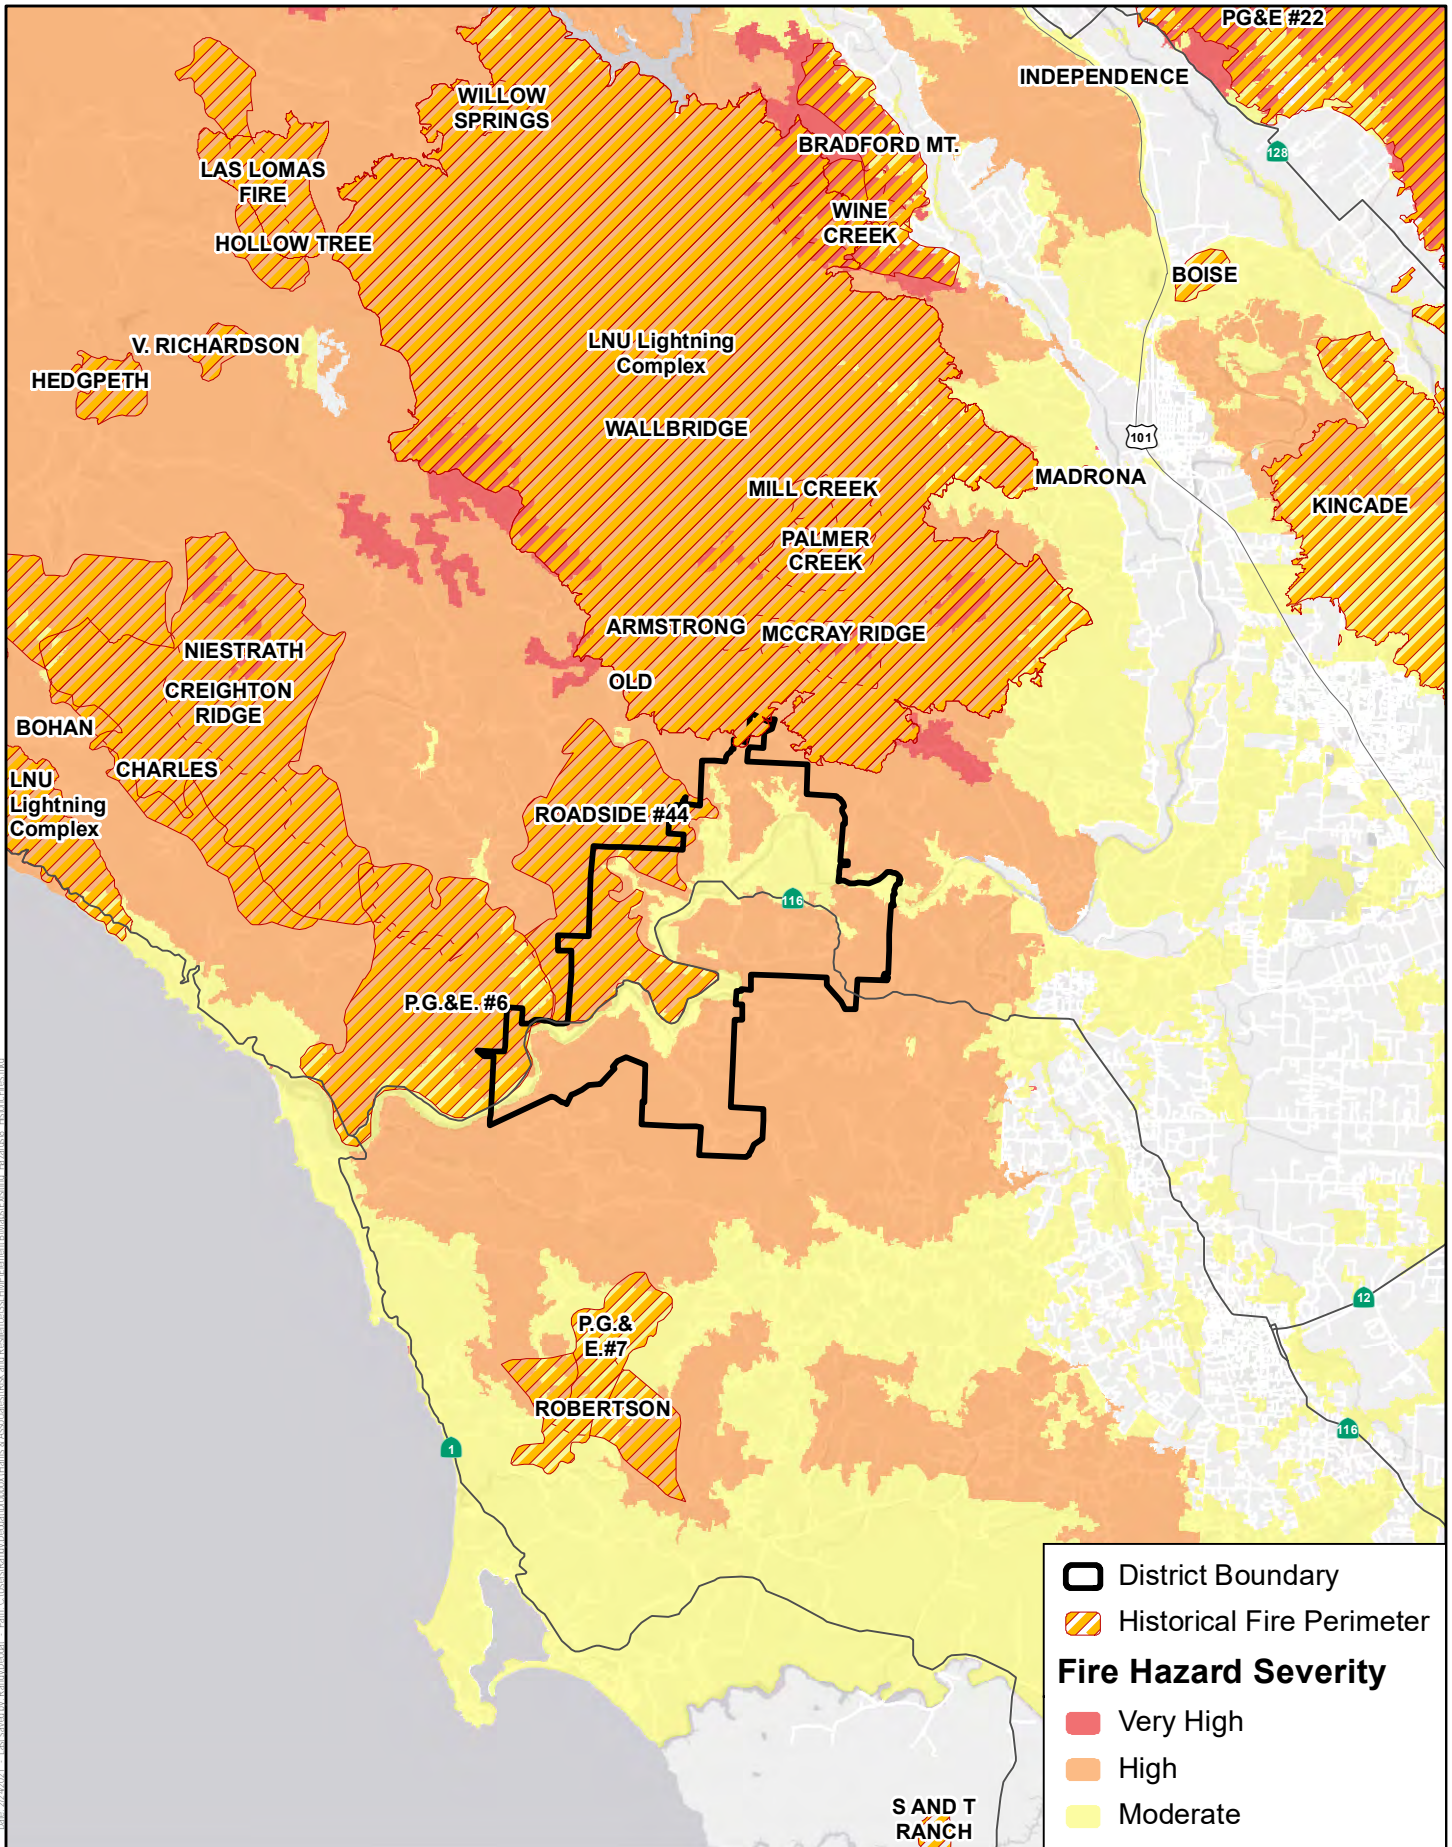 PG&E #22
INDEPENDENCE
WILLOW
SPRINGS
128
BRADFORD MT.
LAS LOMAS
FIRE
WINE
CREEK
HOLLOW TREE
BOISE
V. RICHARDSON
LNU Lightning
Complex
HEDGPETH
WALLBRIDGE
101
MADRONA
MILL CREEK
KINCADE
PALMER
CREEK
ARMSTRONG
MCCRAY RIDGE
NIESTRATH
OLD
CREIGHTON
RIDGE
BOHAN
CHARLES
LNU
Lightning
Complex
ROADSIDE #44
116
P.G.&E. #6
12
P.G.&
E.#7
ROBERTSON
116
1
District Boundary
Historical Fire Perimeter
Fire Hazard Severity
Very High
High
Moderate
S AND T
RANCH